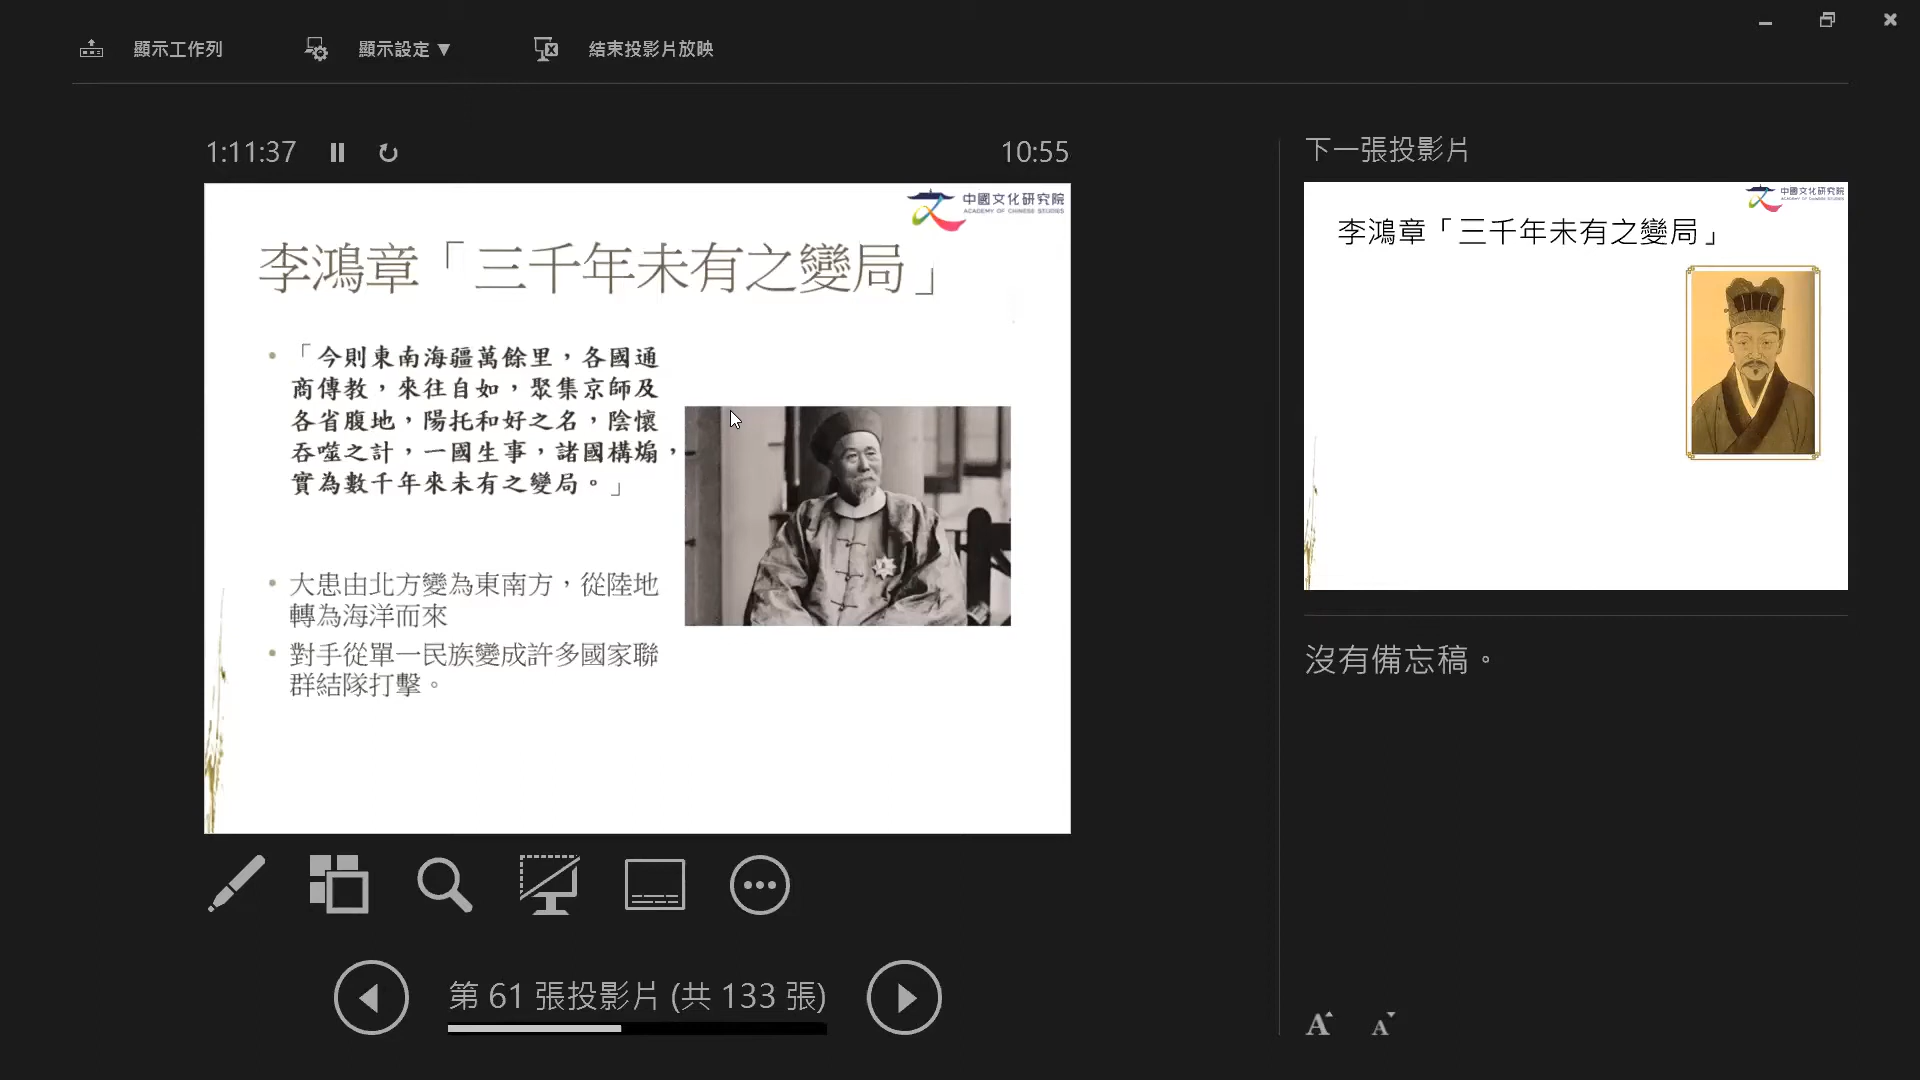 顯示工作列
顯示設定 ▼
結束投影片放映
1:11:37
10:55
中國文化研究院
ACADEMY OF CHINESE STUDIES
李鴻章「三千年未有之變局」
• 「今則東南海疆萬餘里，各國通
商傳教，來往自如，聚集京師及
各省腹地，陽托和好之名，陰懷
吞噬之計，一國生事，諸國構煽，
實為數千年來未有之變局。」
• 大患由北方變為東南方，從陸地
轉為海洋而來
• 對手從單一民族變成許多國家聯
群結隊打擊。
第 61 張投影片 (共 133 張)
下一張投影片
中國文化研究院
ACADEMY OF CHINESE STUDIES
李鴻章「三千年未有之變局」
沒有備忘稿。
A
A